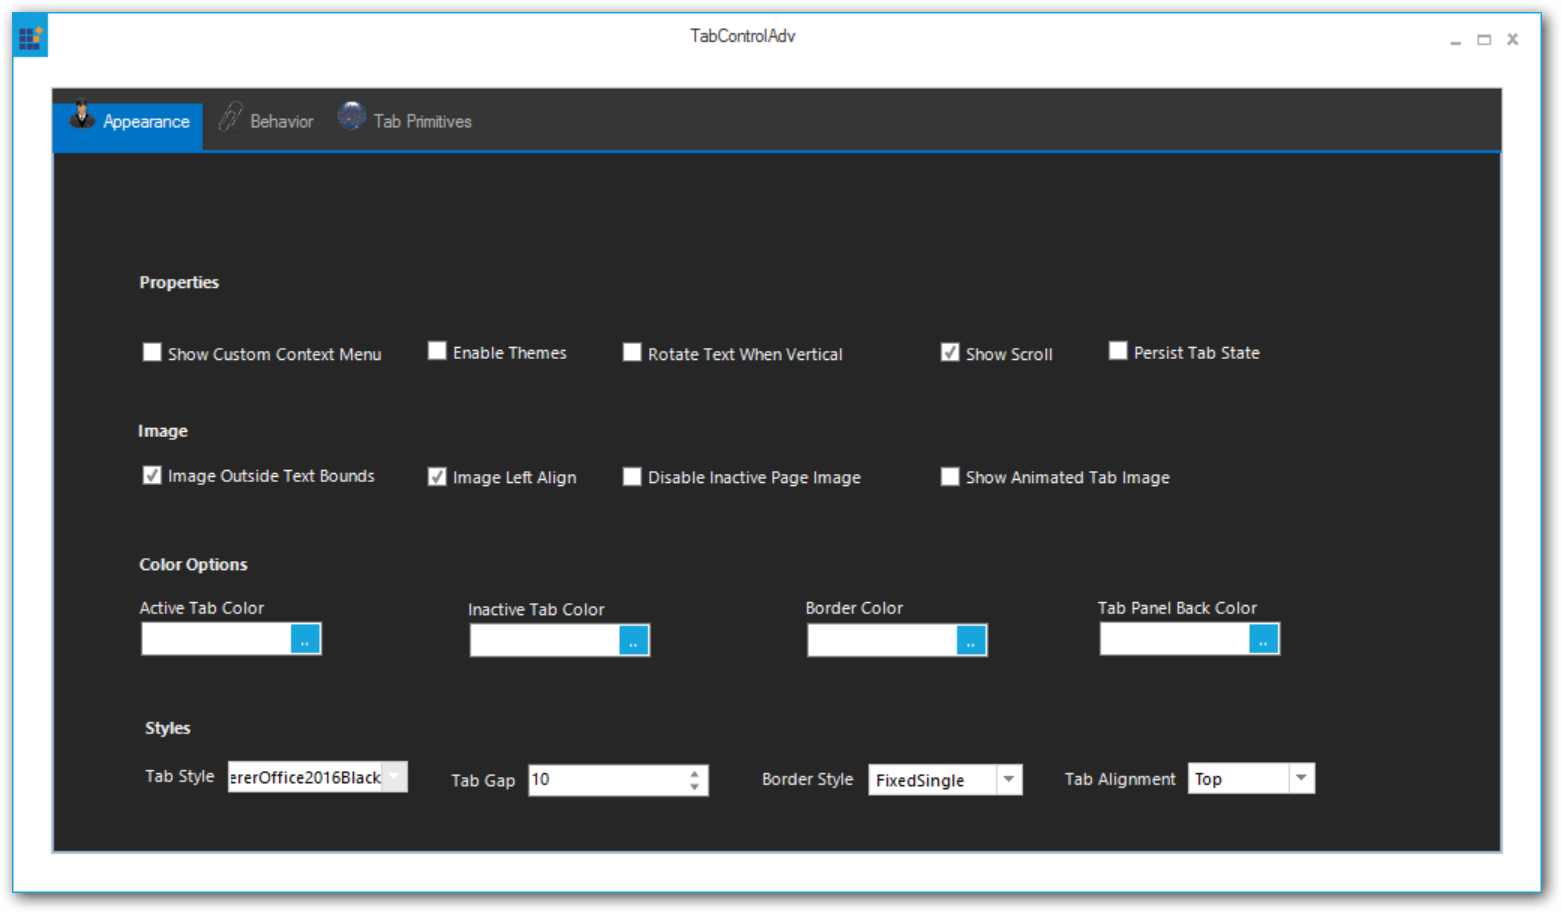 TabControlAdv
Appearance Behavior Tab Primitives
Properties
Show Custom Context Menu Enable Themes Rotate Text When Vertical Show Scroll Persist Tab State
Image
Image Outside Text Bounds Image Left Align Disable Inactive Page Image Show Animated Tab Image
Color Options
Active Tab Color Inactive Tab Color Border Color Tab Panel Back Color
.. .. .. ..
Styles
Tab Style ererOffice2016Black Tab Gap 10 Border Style FixedSingle Tab Alignment Top